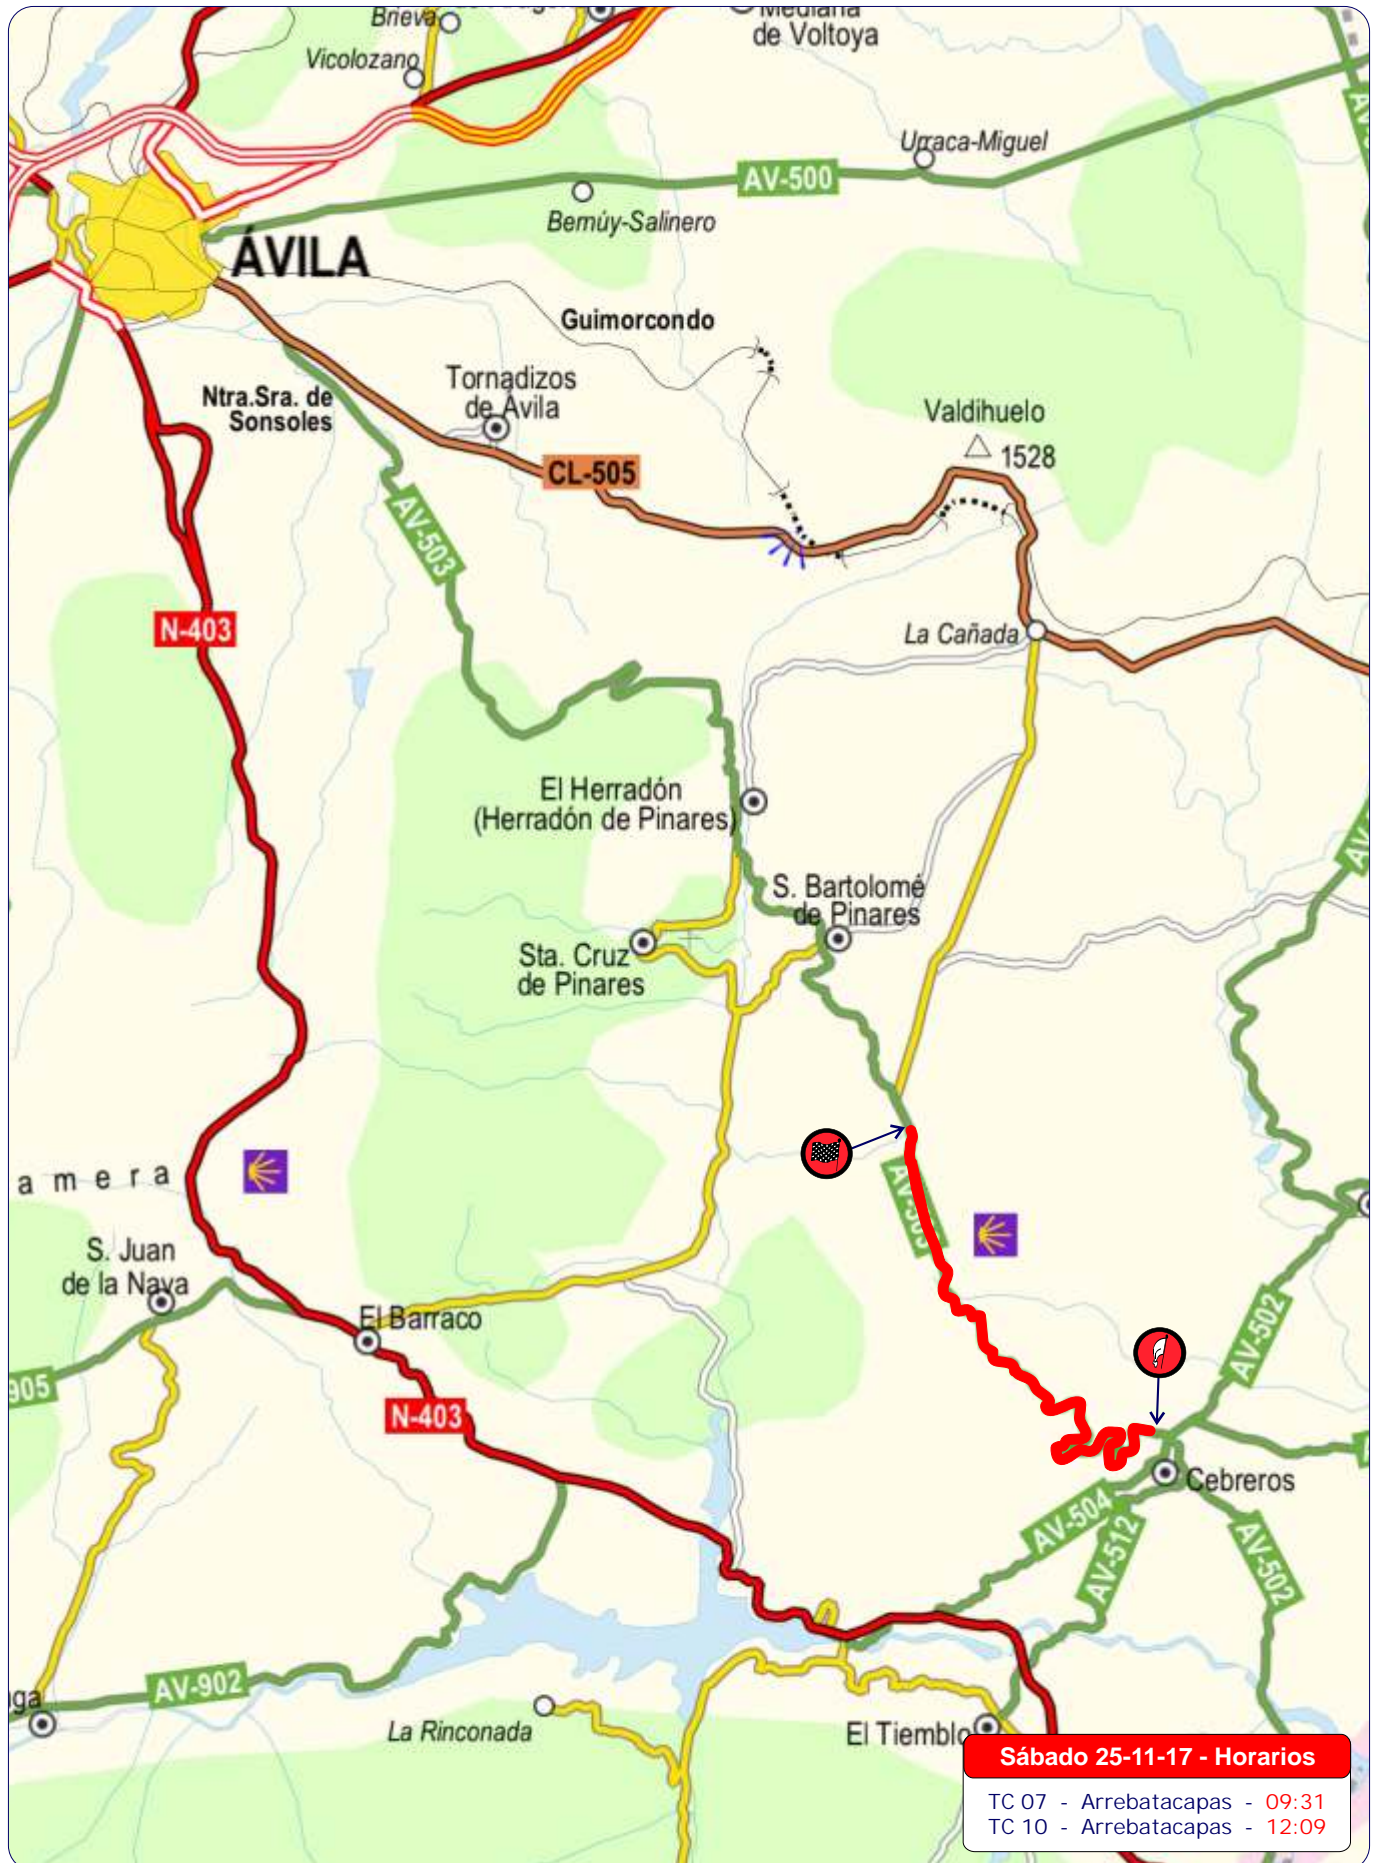 Brieva
Mediana
de Voltoya
Vicolozano
Urraca-Miguel
AV-500
Bernúy-Salinero
ÁVILA
Guimorcondo
Tornadizos
de Ávila
Ntra.Sra. de
Sonsoles
Valdihuelo
1528
CL-505
AV-503
N-403
La Cañada
El Herradón
(Herradón de Pinares)
S. Bartolomé
de Pinares
Sta. Cruz
de Pinares
a m e r a
AV-503
S. Juan
de la Nava
El Barraco
AV-502
905
N-403
Cebreros
AV-504
AV-512
AV-502
AV-902
La Rinconada
El Tiemblo
Sábado 25-11-17 - Horarios
TC 07 - Arrebatacapas - 09:31
TC 10 - Arrebatacapas - 12:09